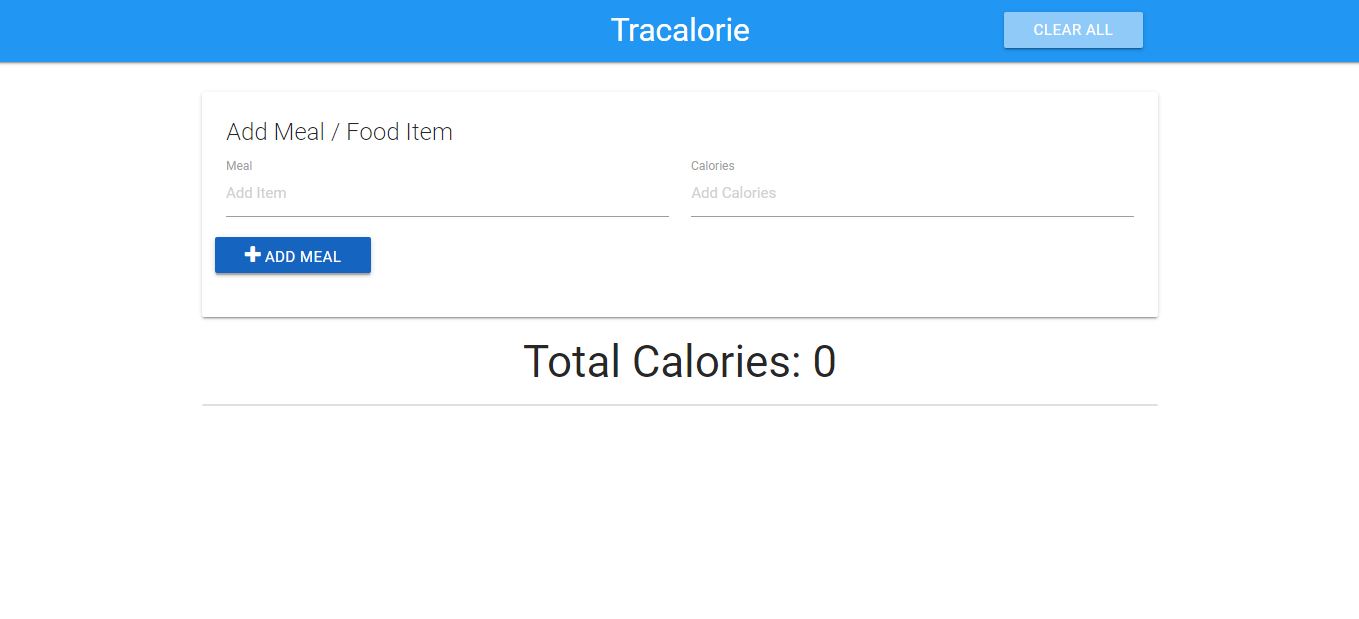 Tracalorie
CLEAR ALL
Add Meal / Food Item
Meal
Calories
Add Item
Add Calories
ADD MEAL
Total Calories: 0